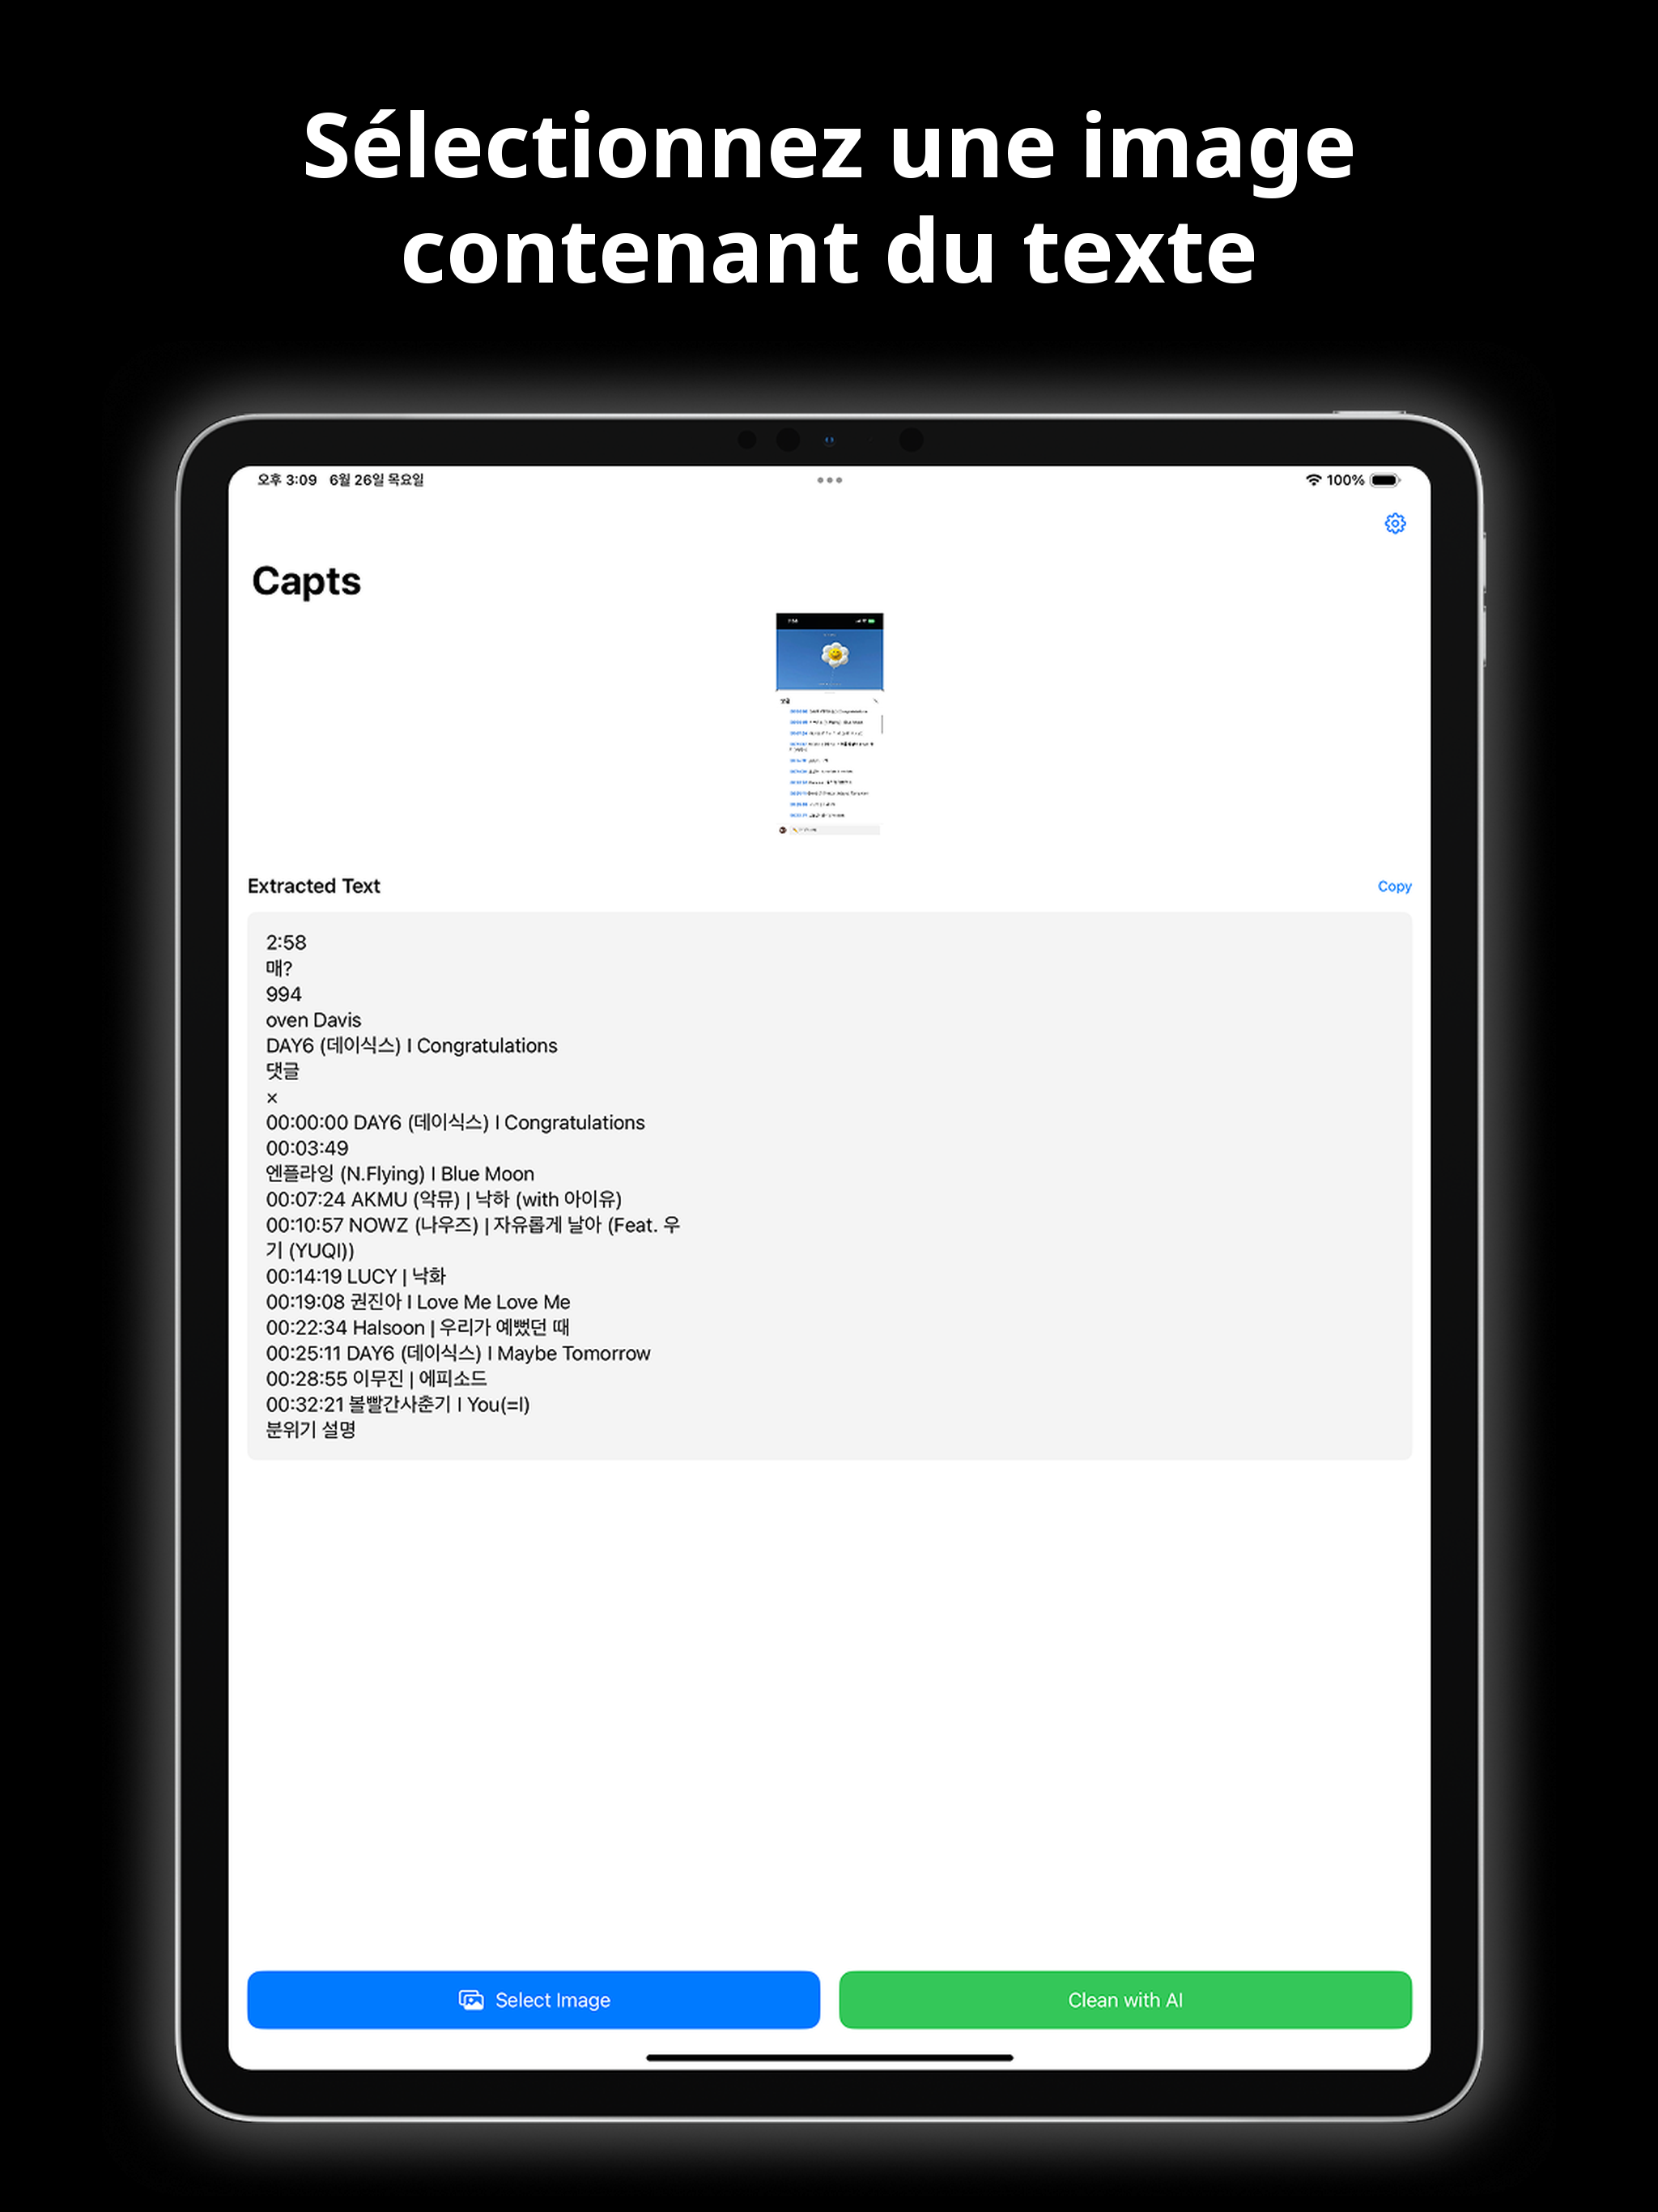 Sélectionnez une image
contenant du texte
오후 3:09 6월 26일 목요일
100%
Capts
Extracted Text
Copy
2:58
매?
994
oven Davis
DAY6 (데이식스) I Congratulations
댓글
×
00:00:00 DAY6 (데이식스) I Congratulations
00:03:49
엔플라잉 (N.Flying) I Blue Moon
00:07:24 AKMU (악뮤) | 낙하 (with 아이유)
00:10:57 NOWZ (나우즈) | 자유롭게 날아 (Feat. 우
기 (YUQI))
00:14:19 LUCY | 낙화
00:19:08 권진아 I Love Me Love Me
00:22:34 Halsoon | 우리가 예뻤던 때
00:25:11 DAY6 (데이식스) I Maybe Tomorrow
00:28:55 이무진 | 에피소드
00:32:21 볼빨간사춘기 I You(=I)
분위기 설명
Select Image
Clean with AI